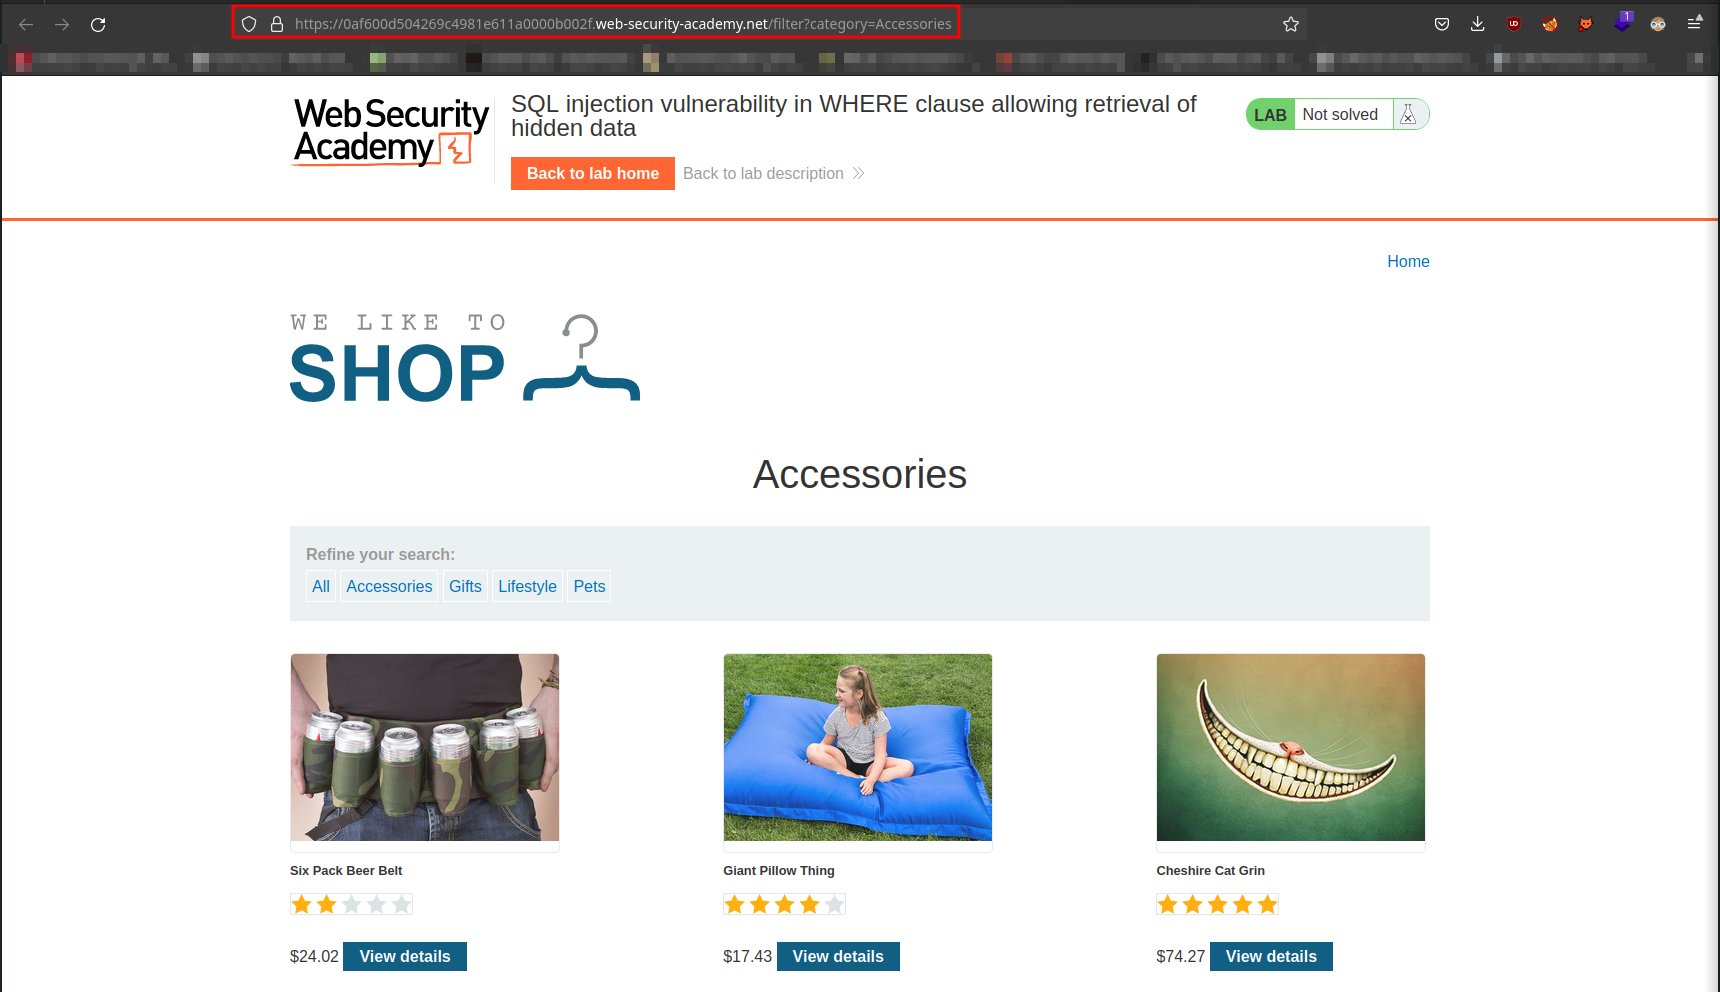 https://0af600d504269c4981e611a0000b002f.web-security-academy.net/filter?category=Accessories
1
Web Security
Academy
SQL injection vulnerability in WHERE clause allowing retrieval of
hidden data
LAB Not solved
Back to lab home Back to lab description
Home
WE LIKE TO
SHOP
Accessories
Refine your search:
All Accessories Gifts Lifestyle Pets
Six Pack Beer Belt Giant Pillow Thing Cheshire Cat Grin
$24.02 View details $17.43 View details $74.27 View details